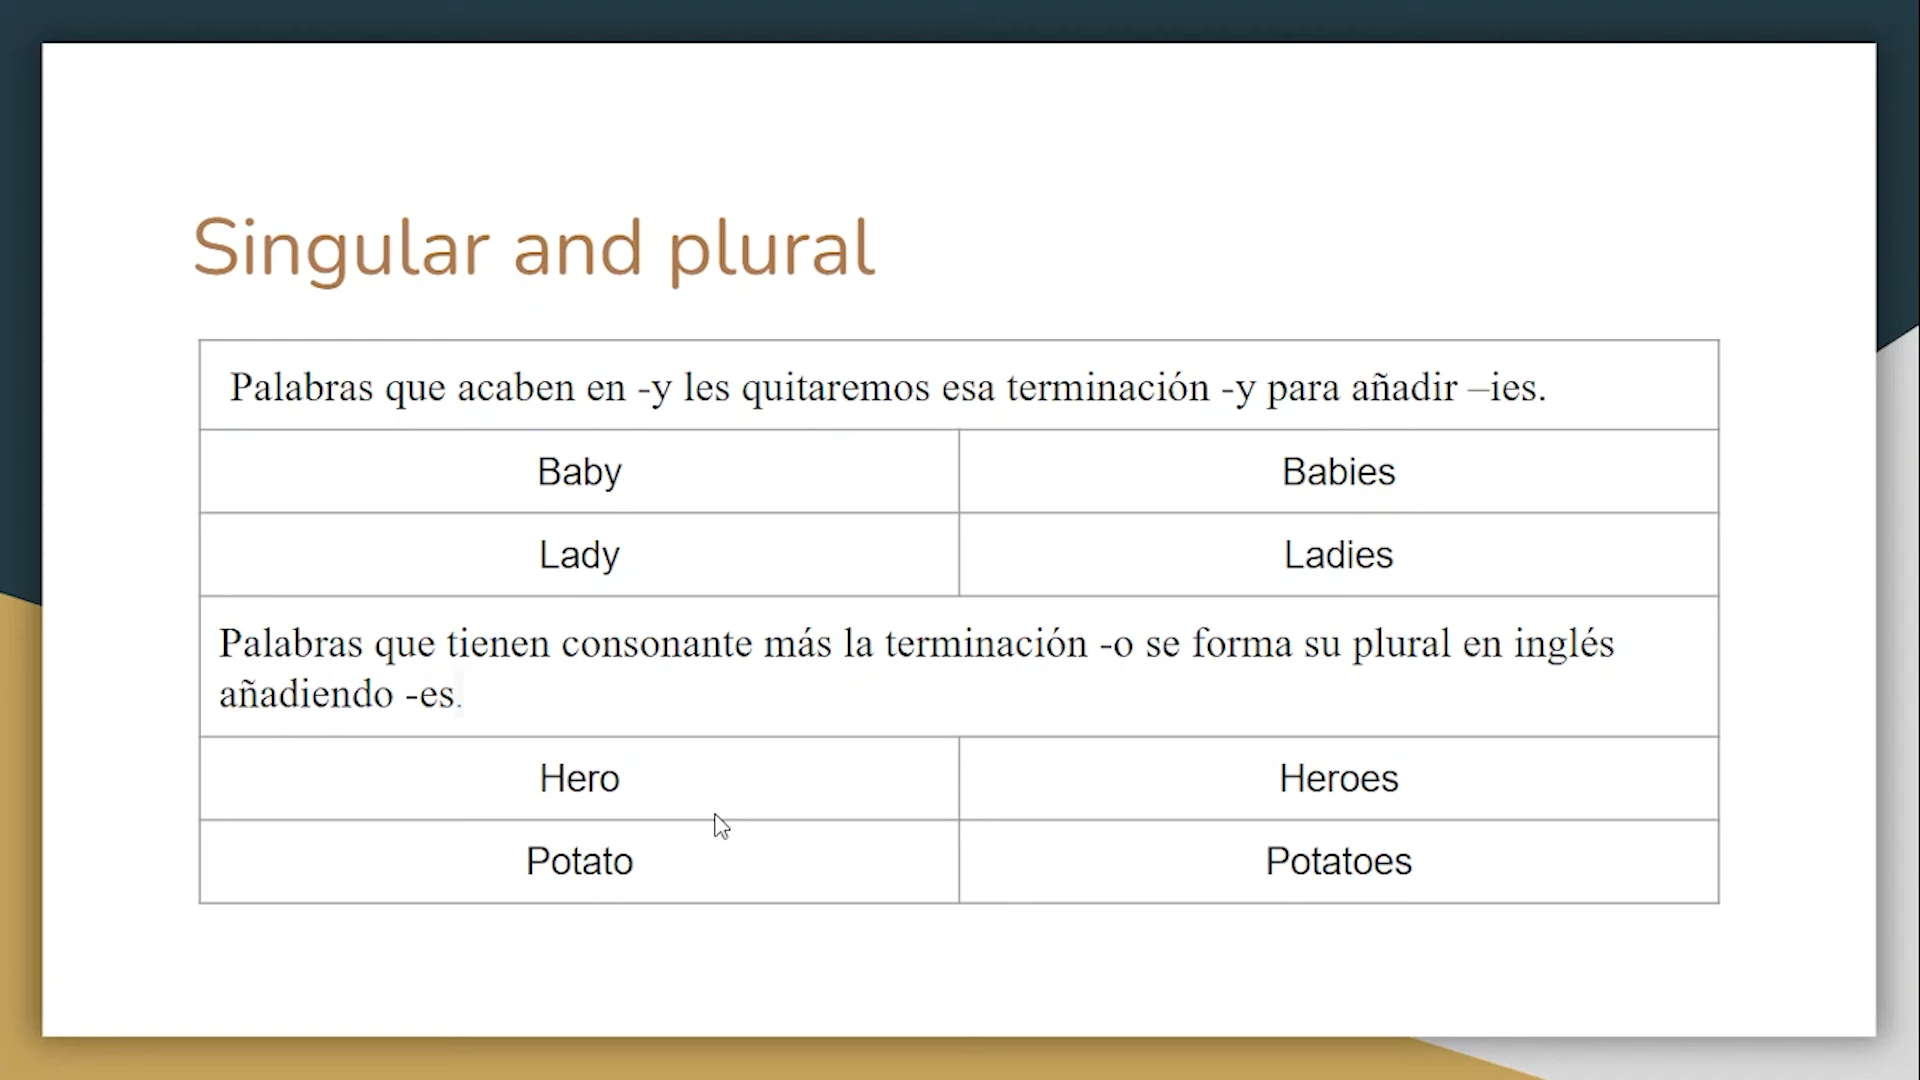 Singular and plural
Palabras que acaben en -y les quitaremos esa terminación -y para añadir –ies.
Baby Babies
Lady Ladies
Palabras que tienen consonante más la terminación -o se forma su plural en inglés
añadiendo -es.
Hero Heroes
Potato Potatoes